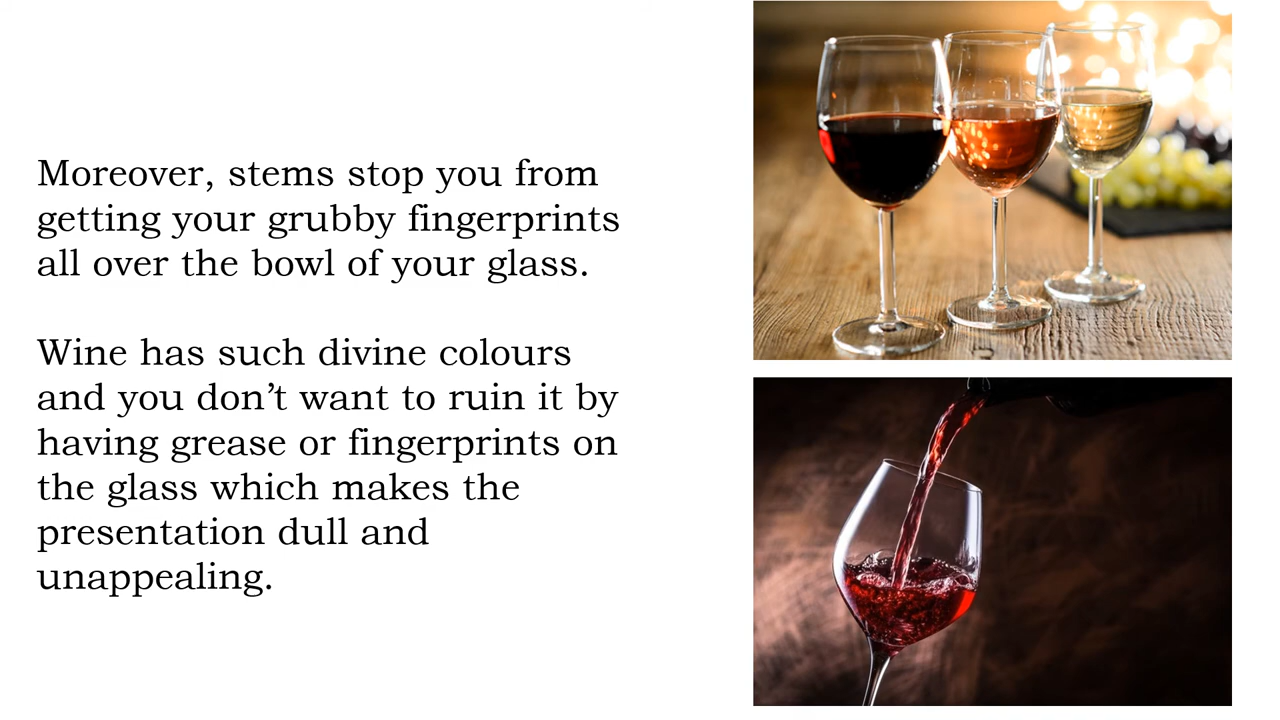 Moreover, stems stop you from
getting your grubby fingerprints
all over the bowl of your glass.
Wine has such divine colours
and you don’t want to ruin it by
having grease or fingerprints on
the glass which makes the
presentation dull and
unappealing.